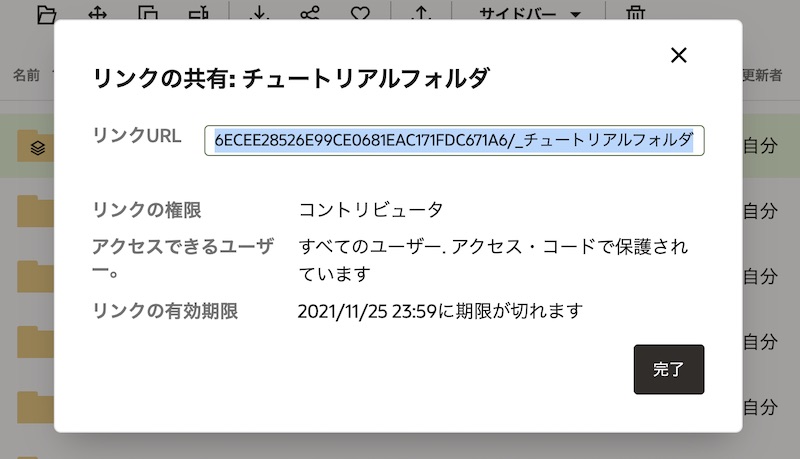 サイドバー
名前
更新者
リンクの共有: チュートリアルフォルダ
リンクURL
6ECEE28526E99CE0681EAC171FDC671A6/_チュートリアルフォルダ
自分
リンクの権限
コントリビュータ
自分
アクセスできるユーザ
ー。
すべてのユーザー. アクセス・コードで保護され
ています
自分
リンクの有効期限
2021/11/25 23:59に期限が切れます
自分
完了
自分